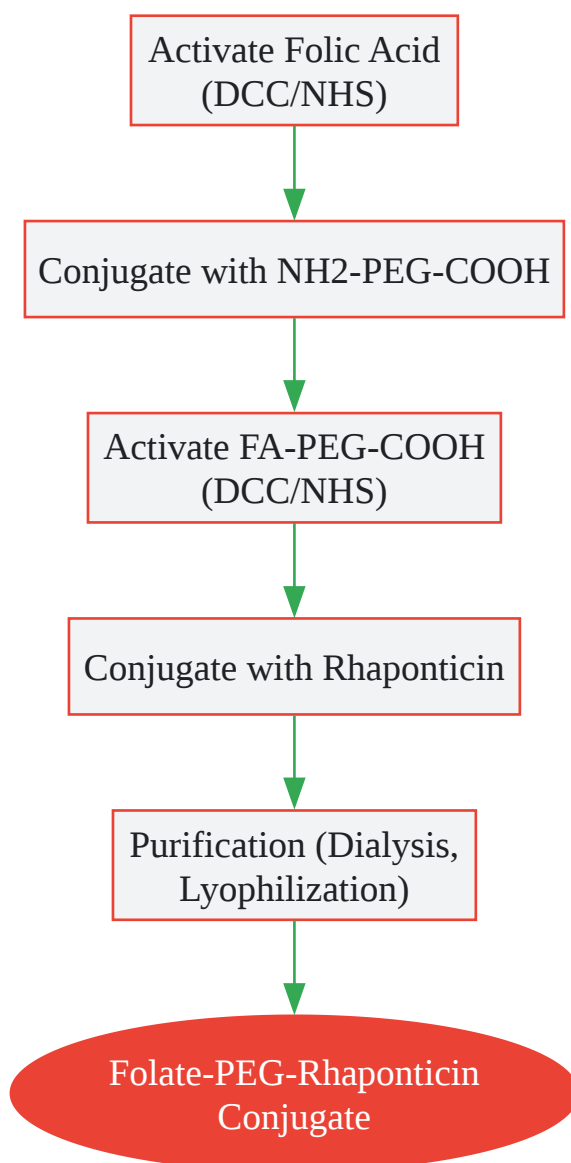 Activate Folic Acid
(DCC/NHS)
Conjugate with NH2-PEG-COOH
Activate FA-PEG-COOH
(DCC/NHS)
Conjugate with Rhaponticin
Purification (Dialysis,
Lyophilization)
Folate-PEG-Rhaponticin
Conjugate